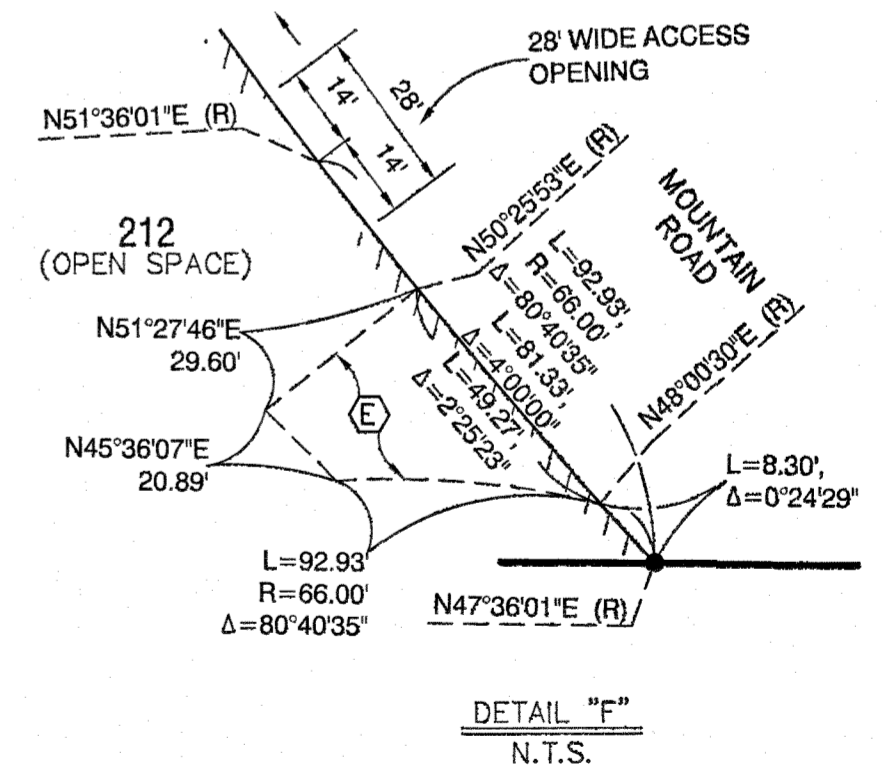 28' WIDE ACCESS
OPENING
14'
28'
14'
N51°36'01"E (R)
N50°25'53"E (R)
MOUNTAIN
ROAD
212
(OPEN SPACE)
L=92.93',
R=66.00'
Δ=80°40'35"
L=81.33',
Δ=4°00'00"
L=49.27',
Δ=2°25'23"
N48°00'30"E (R)
N51°27'46"E
29.60'
E
N45°36'07"E
20.89'
L=8.30',
Δ=0°24'29"
L=92.93'
R=66.00'
Δ=80°40'35"
N47°36'01"E (R)
DETAIL "F"
N.T.S.